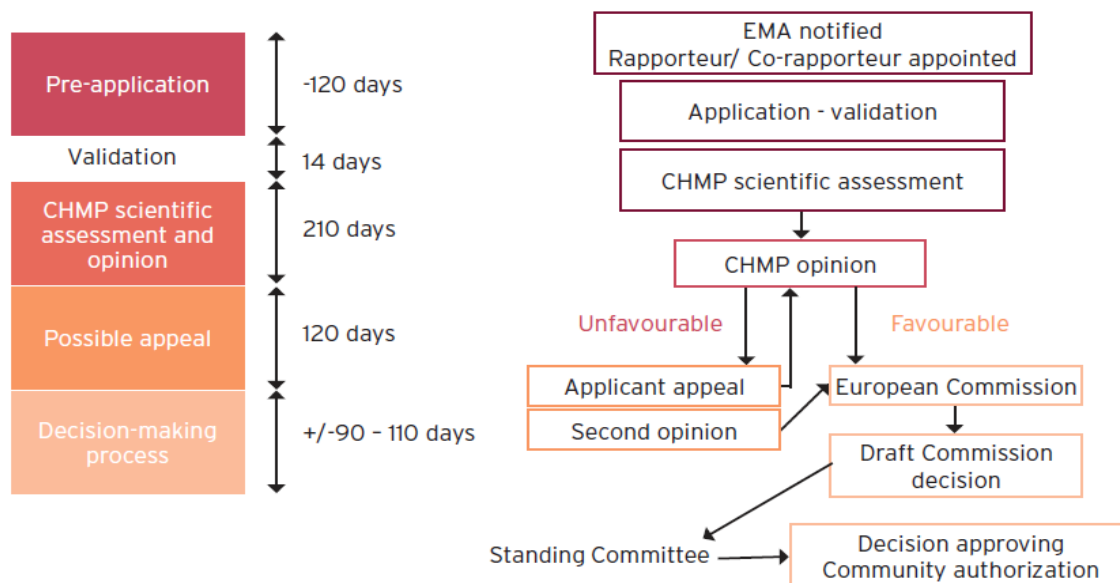 Pre-application
-120 days
Validation
14 days
CHMP scientific
assessment and
opinion
210 days
Possible appeal
120 days
Decision-making
process
+/-90 – 110 days
EMA notified
Rapporteur/ Co-rapporteur appointed
Application - validation
CHMP scientific assessment
CHMP opinion
Unfavourable
Favourable
Applicant appeal
European Commission
Second opinion
Draft Commission
decision
Standing Committee
Decision approving
Community authorization